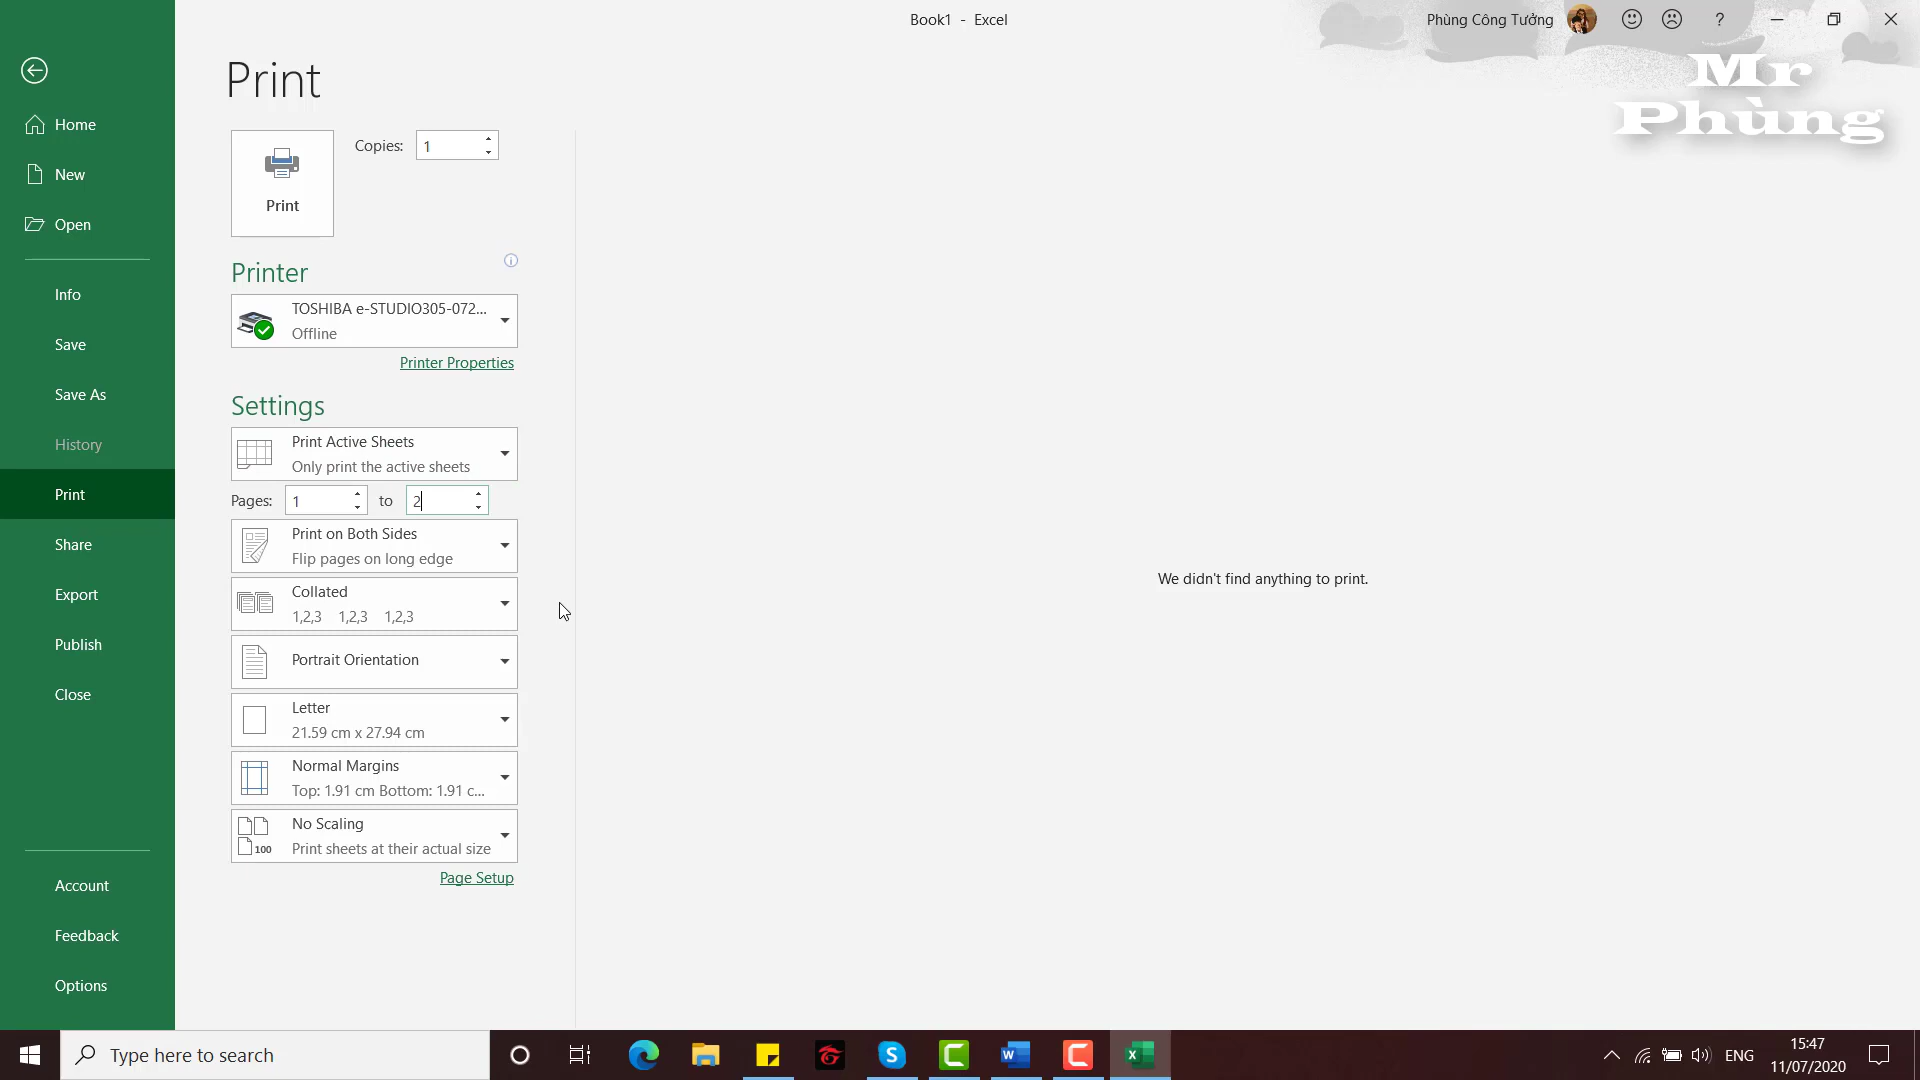 Book1 - Excel
Phùng Công Tưởng
?
Mr
Phùng
Home
New
Open
Info
Save
Save As
History
Print
Share
Export
Publish
Close
Account
Feedback
Options
Print
Print
Copies: 1
Printer
TOSHIBA e-STUDIO305-072...
Offline
Printer Properties
Settings
Print Active Sheets
Only print the active sheets
Pages: 1 to 2
Print on Both Sides
Flip pages on long edge
Collated
1,2,3 1,2,3 1,2,3
Portrait Orientation
Letter
21.59 cm x 27.94 cm
Normal Margins
Top: 1.91 cm Bottom: 1.91 c...
No Scaling
100
Print sheets at their actual size
Page Setup
We didn't find anything to print.
Type here to search
ENG
15:47
11/07/2020